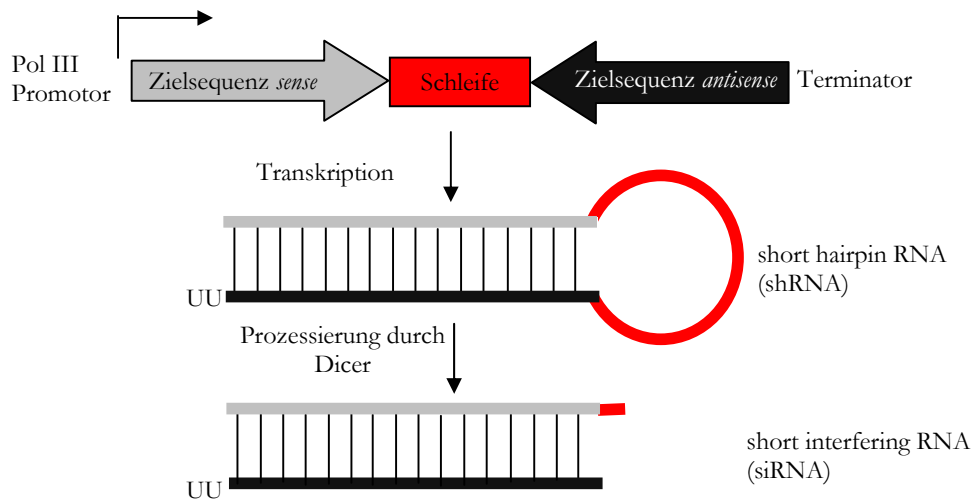 Pol III
Promotor
Zielsequenz sense
Schleife
Zielsequenz antisense
Terminator
Transkription
short hairpin RNA
(shRNA)
UU
Prozessierung durch
Dicer
short interfering RNA
(siRNA)
UU